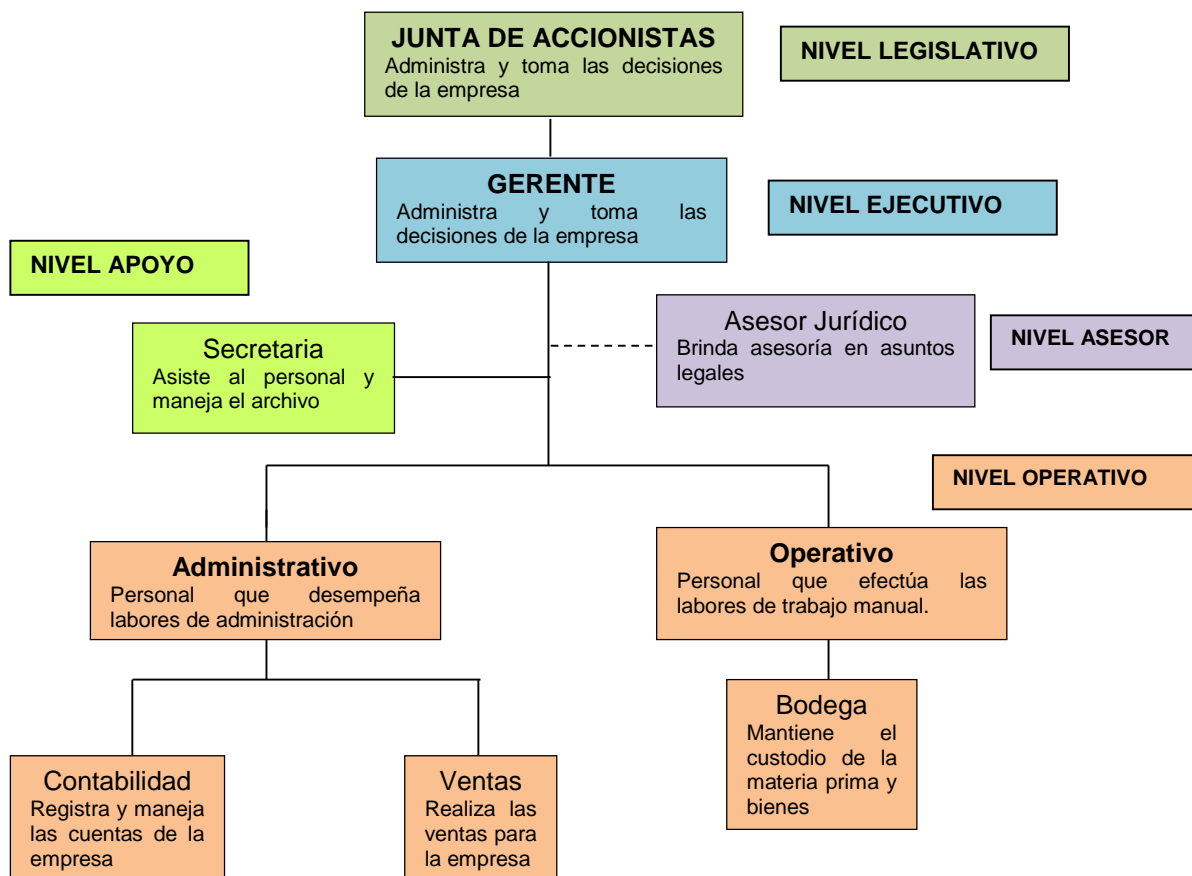 JUNTA DE ACCIONISTAS
Administra y toma las decisiones
de la empresa
NIVEL LEGISLATIVO
GERENTE
Administra y toma las
decisiones de la empresa
NIVEL EJECUTIVO
NIVEL APOYO
Asesor Jurídico
Brinda asesoría en asuntos
legales
NIVEL ASESOR
Secretaria
Asiste al personal y
maneja el archivo
NIVEL OPERATIVO
Administrativo
Personal que desempeña
labores de administración
Operativo
Personal que efectúa las
labores de trabajo manual.
Bodega
Mantiene el
custodio de la
materia prima y
bienes
Contabilidad
Registra y maneja
las cuentas de la
empresa
Ventas
Realiza las
ventas para
la empresa